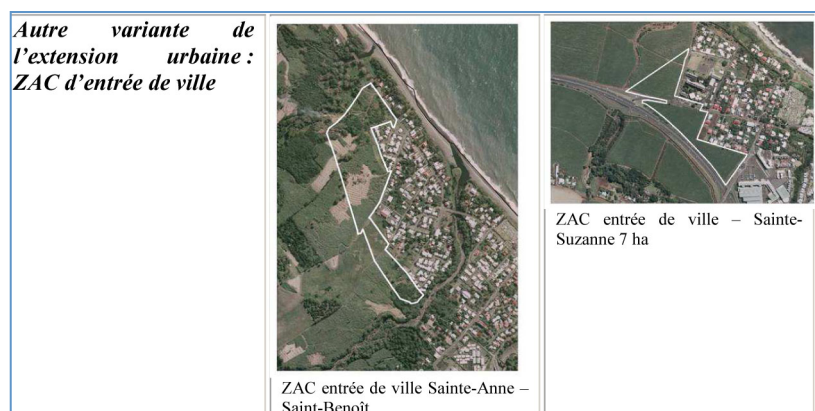 Autre variante de
l'extension urbaine :
ZAC d'entrée de ville
ZAC entrée de ville Sainte-Anne –
Saint-Benoît
ZAC entrée de ville – Sainte-
Suzanne 7 ha